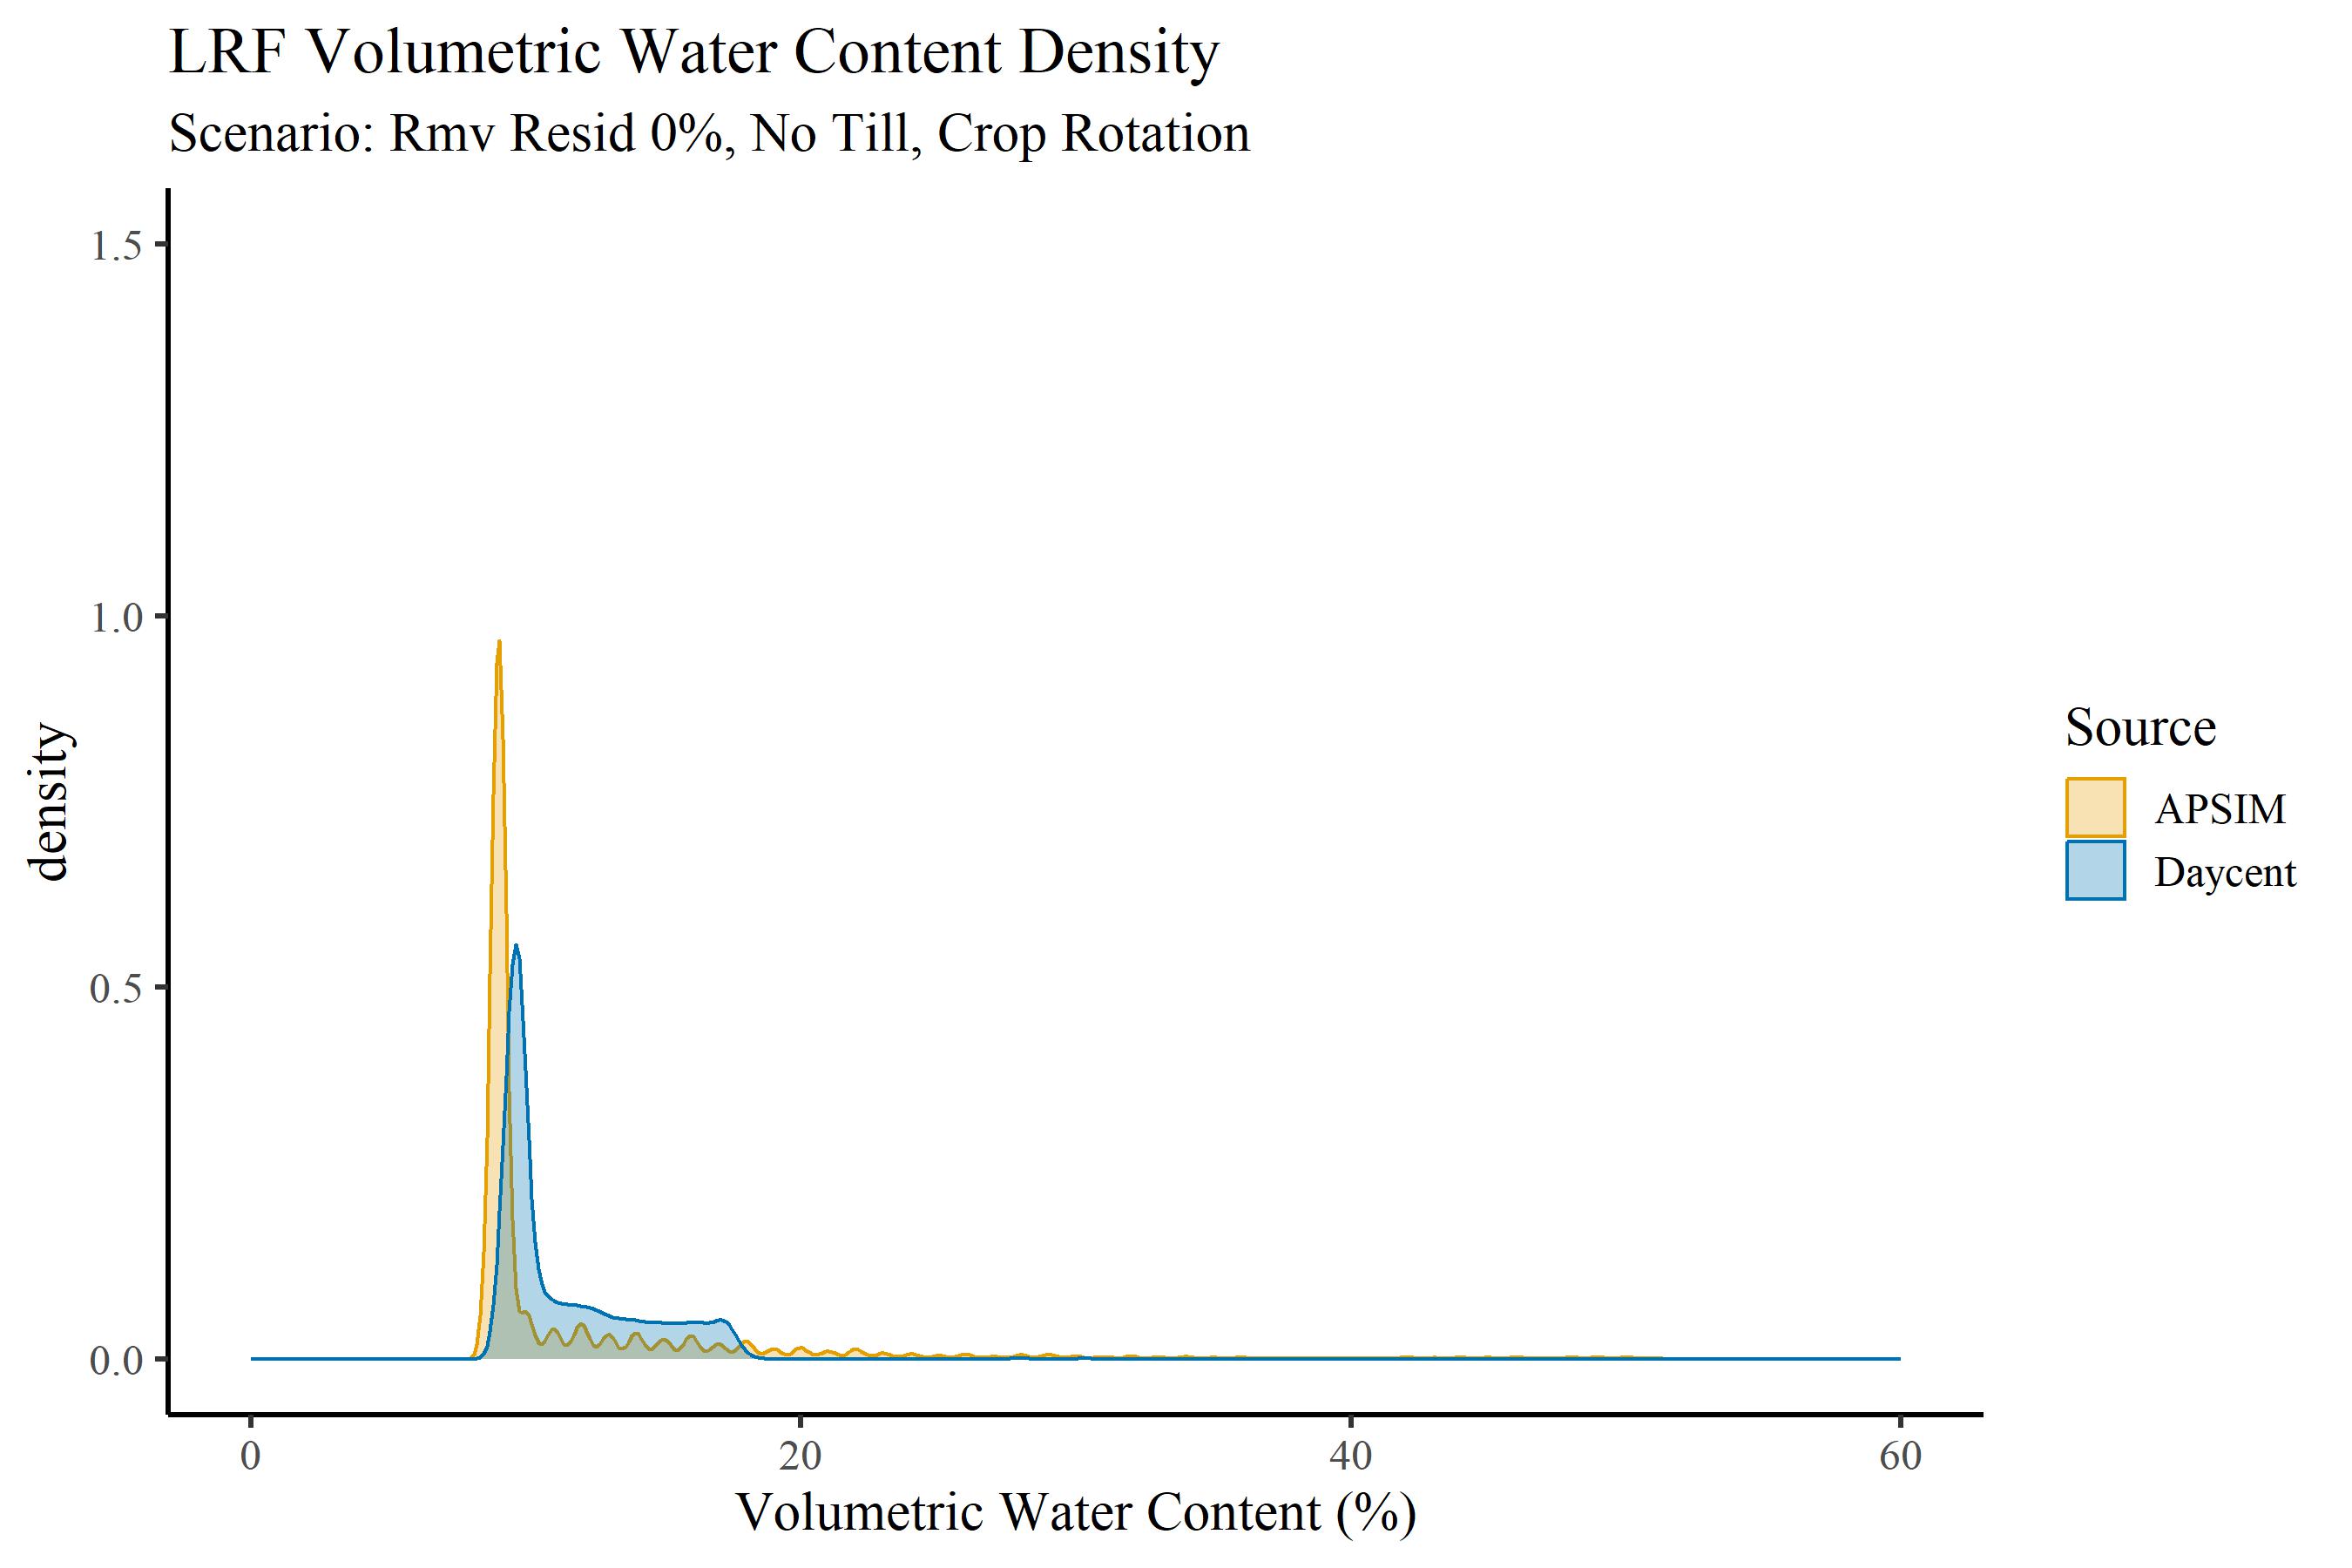 LRF Volumetric Water Content Density
Scenario: Rmv Resid 0%, No Till, Crop Rotation
1.5
1.0
0.5
0.0
density
0
20
40
60
Volumetric Water Content (%)
Source
APSIM
Daycent